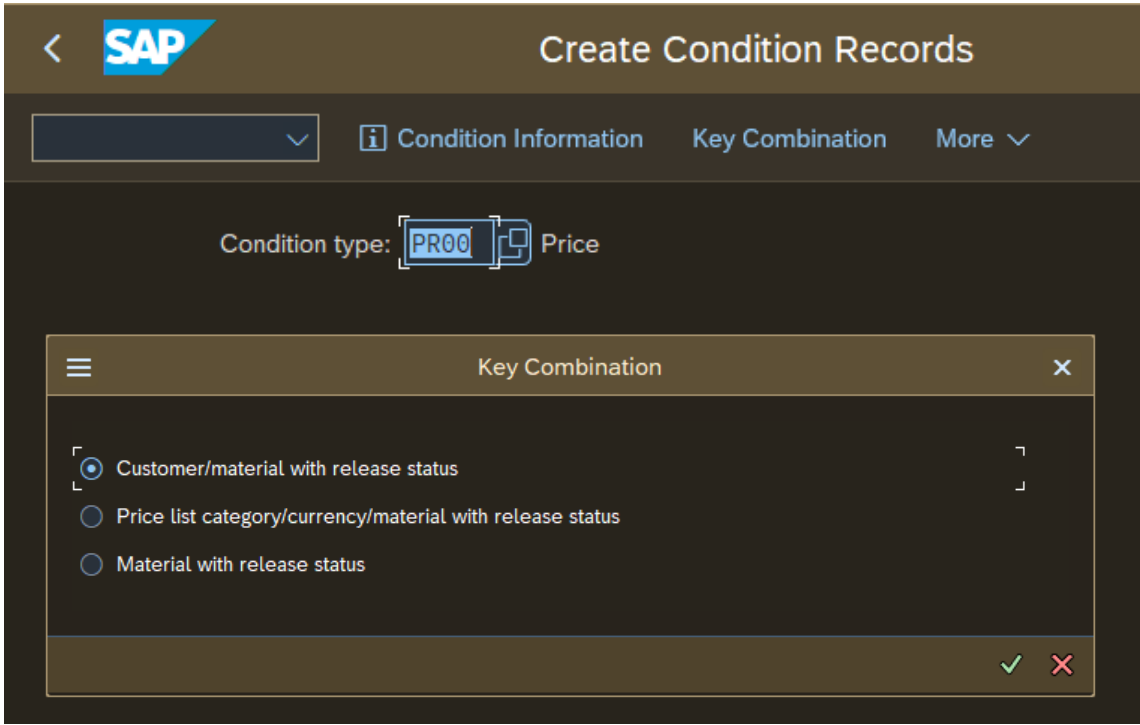 SAP Create Condition Records
Condition Information Key Combination More
Condition type: PR00 Price
Key Combination
Customer/material with release status
Price list category/currency/material with release status
Material with release status